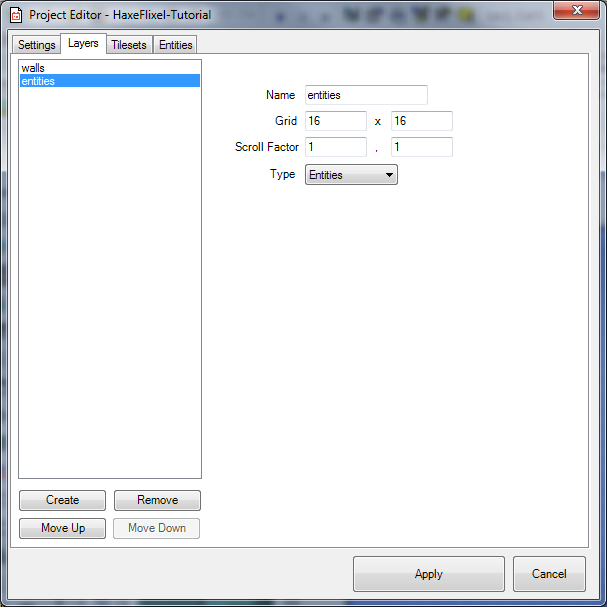 Project Editor - HaxeFlixel-Tutorial
Settings Layers Tilesets Entities
walls
entities
Name entities
Grid 16 x 16
Scroll Factor 1 , 1
Type Entities
Create Remove
Move Up Move Down
Apply Cancel